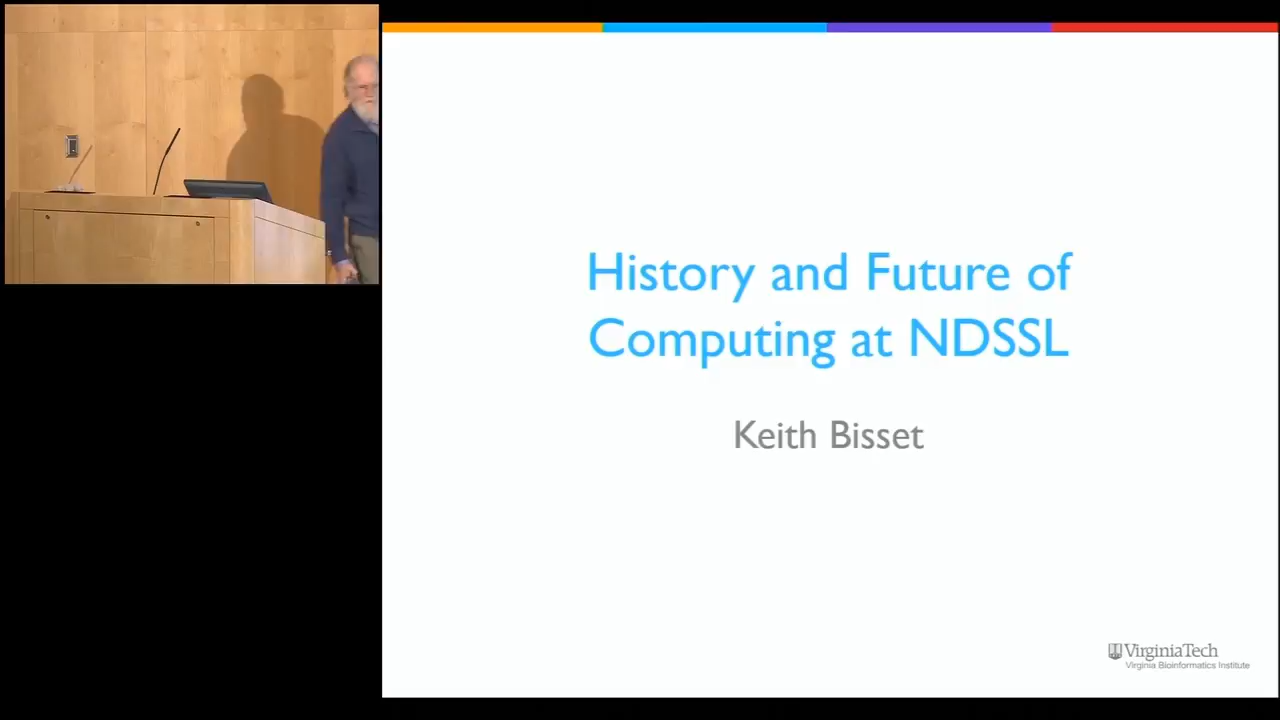 History and Future of
Computing at NDSSL
Keith Bisset
VirginiaTech
Virginia Bioinformatics Institute